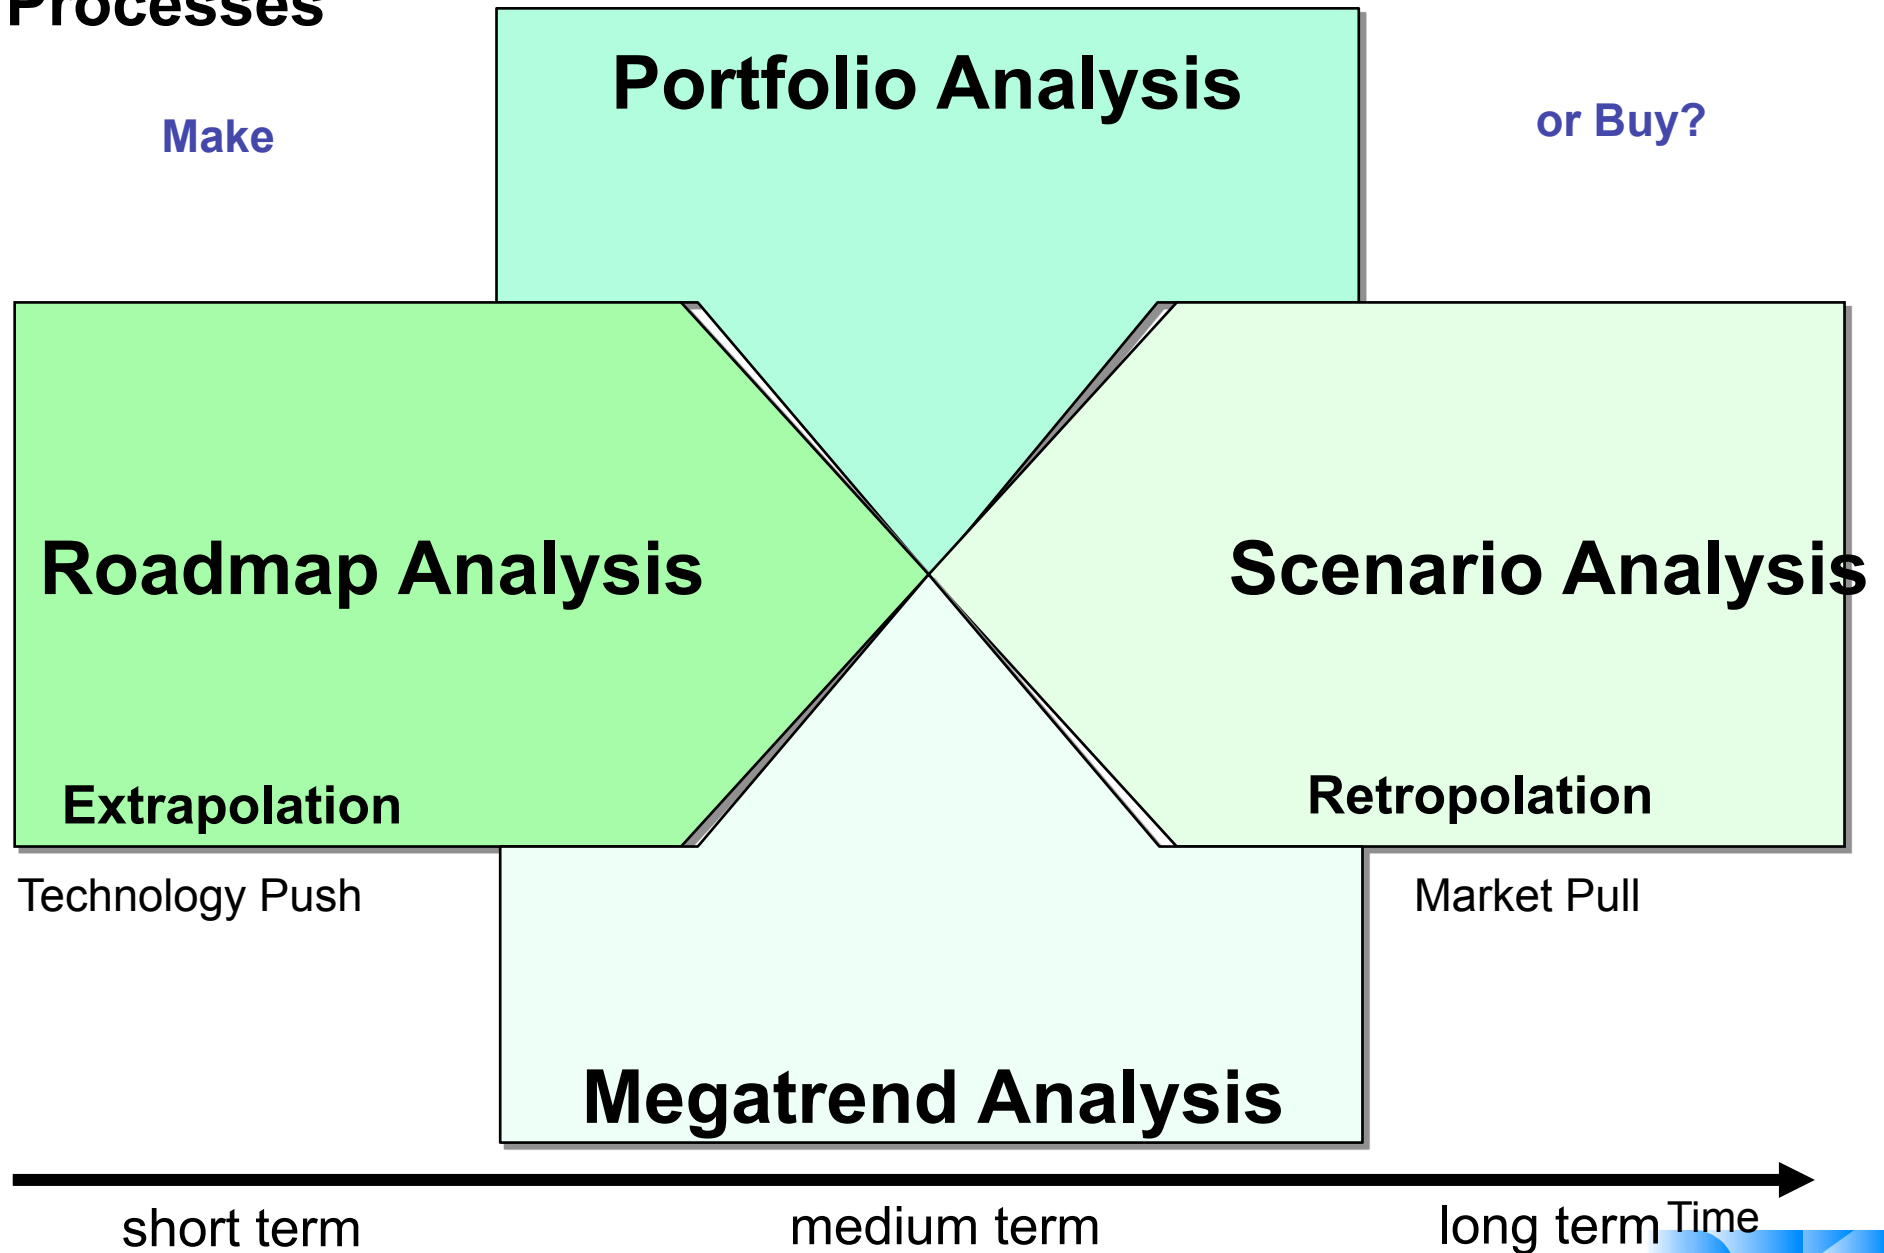 Processes
Portfolio Analysis
Make
or Buy?
Roadmap Analysis
Scenario Analysis
Extrapolation
Retropolation
Technology Push
Market Pull
Megatrend Analysis
short term
medium term
long term
Time